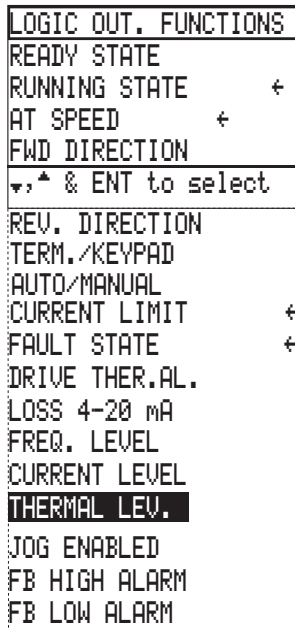 LOGIC OUT. FUNCTIONS
READY STATE
RUNNING STATE ←
AT SPEED ←
FWD DIRECTION
▾,▴ & ENT to select
REV. DIRECTION
TERM./KEYPAD
AUTO/MANUAL
CURRENT LIMIT ←
FAULT STATE ←
DRIVE THER.AL.
LOSS 4-20 mA
FREQ. LEVEL
CURRENT LEVEL
THERMAL LEV.
JOG ENABLED
FB HIGH ALARM
FB LOW ALARM